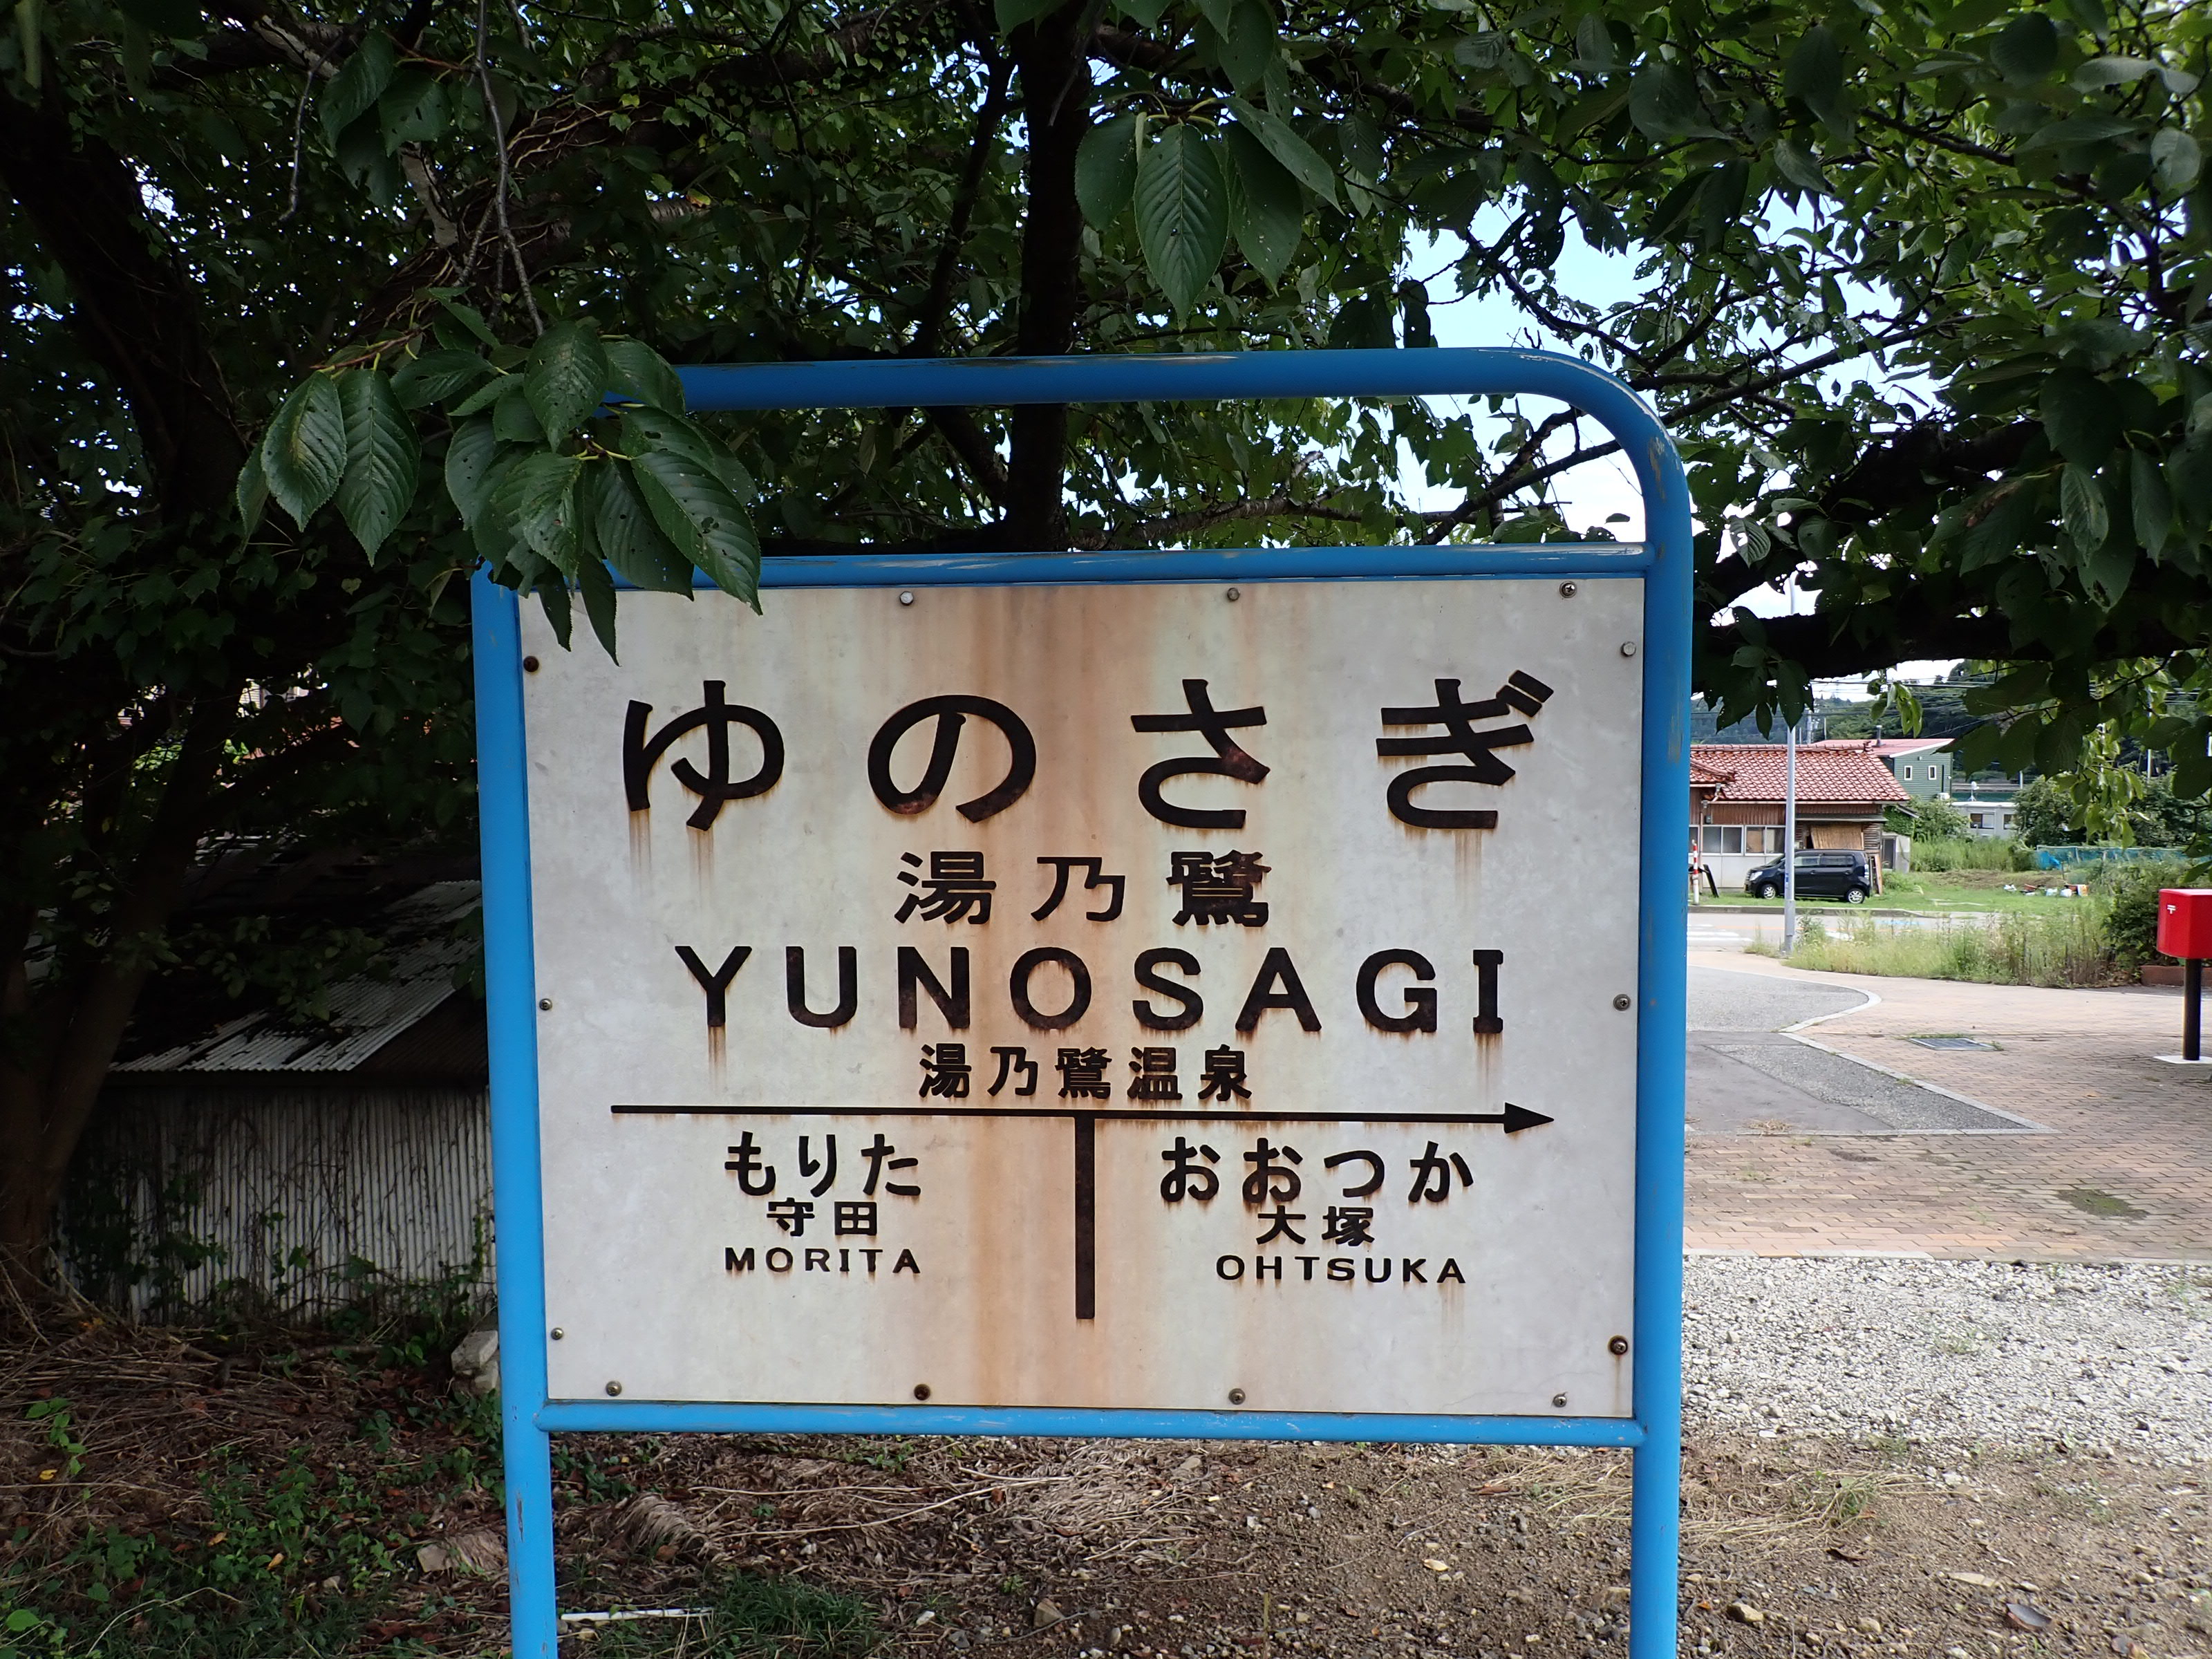 ゆのさぎ
湯乃鷺
YUNOSAGI
湯乃鷺温泉
もりた
守田
MORITA
おおつか
大塚
OHTSUKA
〒